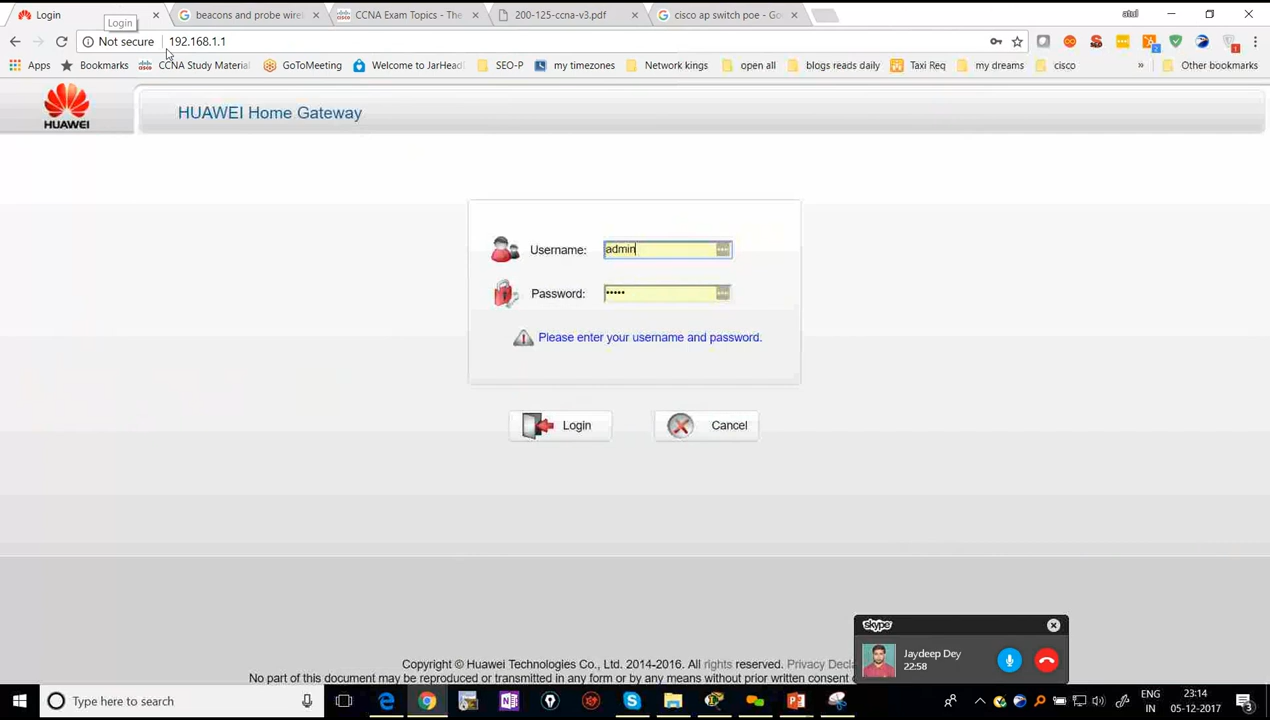 Login
beacons and probe wire
CCNA Exam Topics - The
200-125-ccna-v3.pdf
cisco ap switch poe - Go
atul
Login
Not secure
192.168.1.1
Apps
Bookmarks
CCNA Study Material
GoToMeeting
Welcome to JarHead
SEO-P
my timezones
Network kings
open all
blogs reads daily
Taxi Req
my dreams
cisco
»
Other bookmarks
HUAWEI
HUAWEI Home Gateway
Username:
admin
Password:
•••••
Please enter your username and password.
Login
Cancel
skype
Jaydeep Dey
22:58
Copyright © Huawei Technologies Co., Ltd. 2014-2016. All rights reserved. Privacy Decla
No part of this document may be reproduced or transmitted in any form or by any means without prior written consent
Type here to search
ENG
IN
23:14
05-12-2017
3